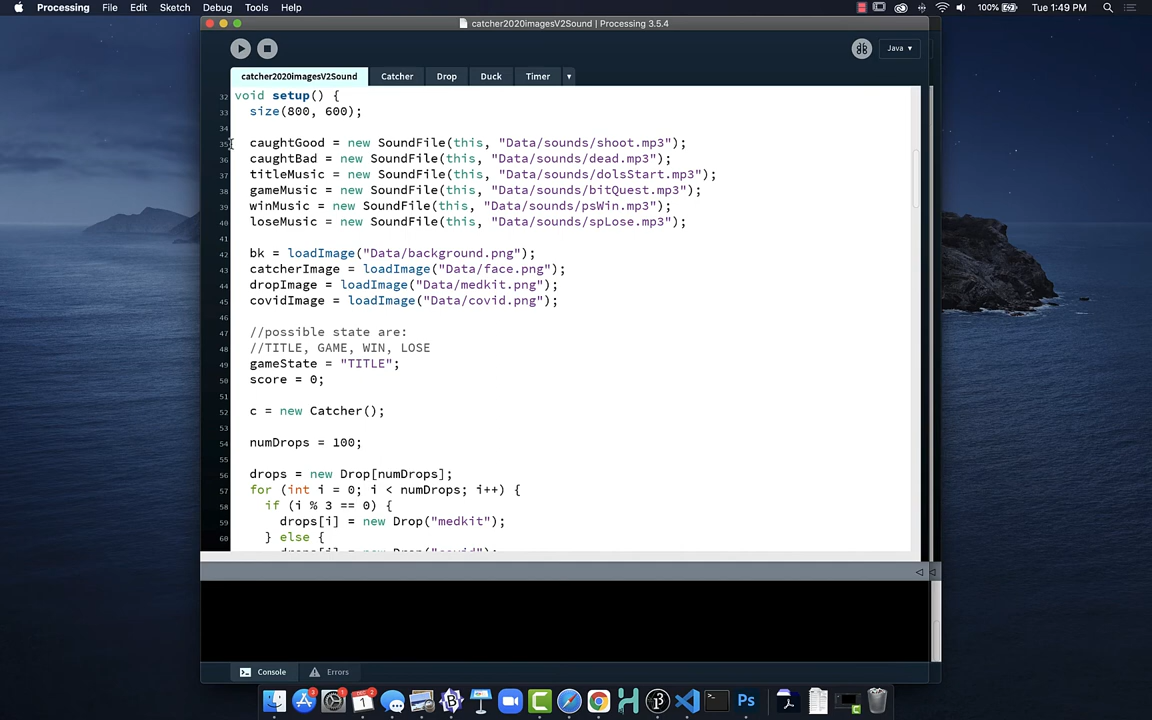 Processing File Edit Sketch Debug Tools Help 100% Tue 1:49 PM
catcher2020imagesV2Sound | Processing 3.5.4
Java ▾
catcher2020imagesV2Sound Catcher Drop Duck Timer ▾
32 void setup() {
33 size(800, 600);
34
35 caughtGood = new SoundFile(this, "Data/sounds/shoot.mp3");
36 caughtBad = new SoundFile(this, "Data/sounds/dead.mp3");
37 titleMusic = new SoundFile(this, "Data/sounds/dolsStart.mp3");
38 gameMusic = new SoundFile(this, "Data/sounds/bitQuest.mp3");
39 winMusic = new SoundFile(this, "Data/sounds/psWin.mp3");
40 loseMusic = new SoundFile(this, "Data/sounds/spLose.mp3");
41
42 bk = loadImage("Data/background.png");
43 catcherImage = loadImage("Data/face.png");
44 dropImage = loadImage("Data/medkit.png");
45 covidImage = loadImage("Data/covid.png");
46
47 //possible state are:
48 //TITLE, GAME, WIN, LOSE
49 gameState = "TITLE";
50 score = 0;
51
52 c = new Catcher();
53
54 numDrops = 100;
55
56 drops = new Drop[numDrops];
57 for (int i = 0; i < numDrops; i++) {
58 if (i % 3 == 0) {
59 drops[i] = new Drop("medkit");
60 } else {
drops[i] = new Drop("covid");
Console Errors